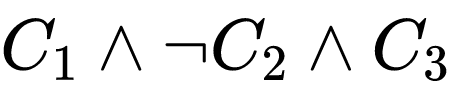 C₁ ∧ ¬C₂ ∧ C₃